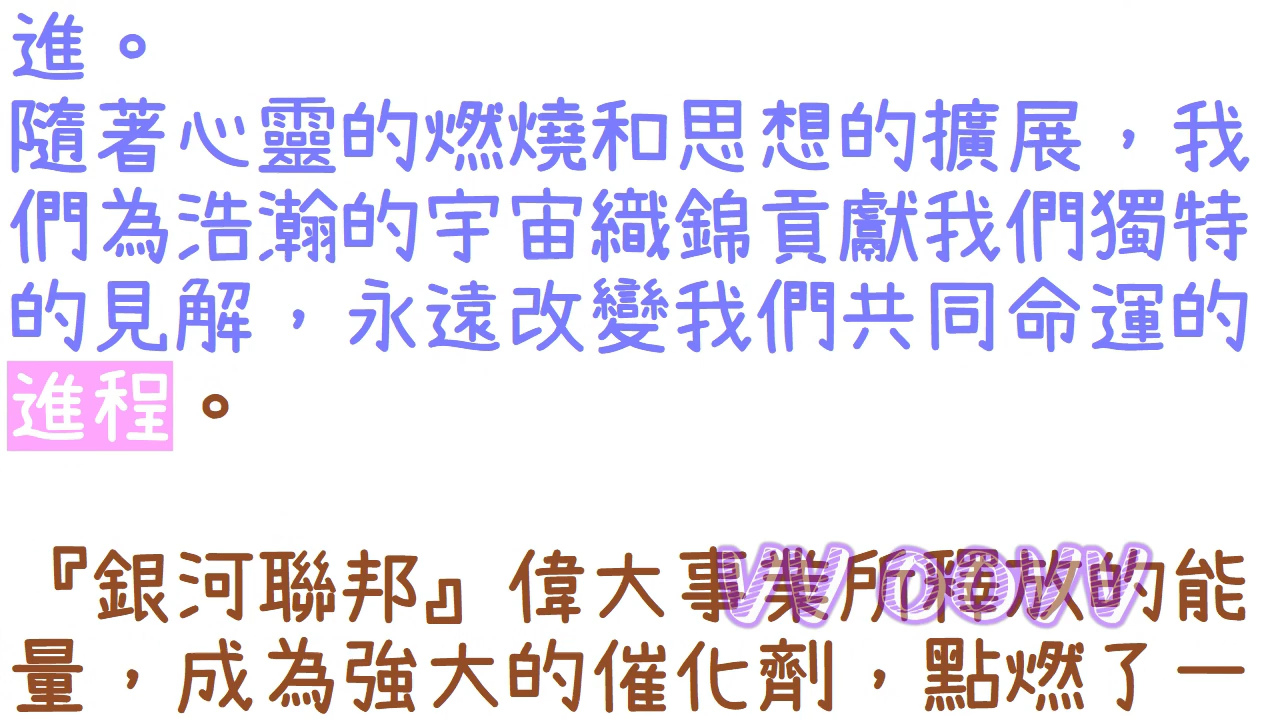 進。
隨著心靈的燃燒和思想的擴展，我
們為浩瀚的宇宙織錦貢獻我們獨特
的見解，永遠改變我們共同命運的
進程。
『銀河聯邦』偉大事業所釋放的能
量，成為強大的催化劑，點燃了一